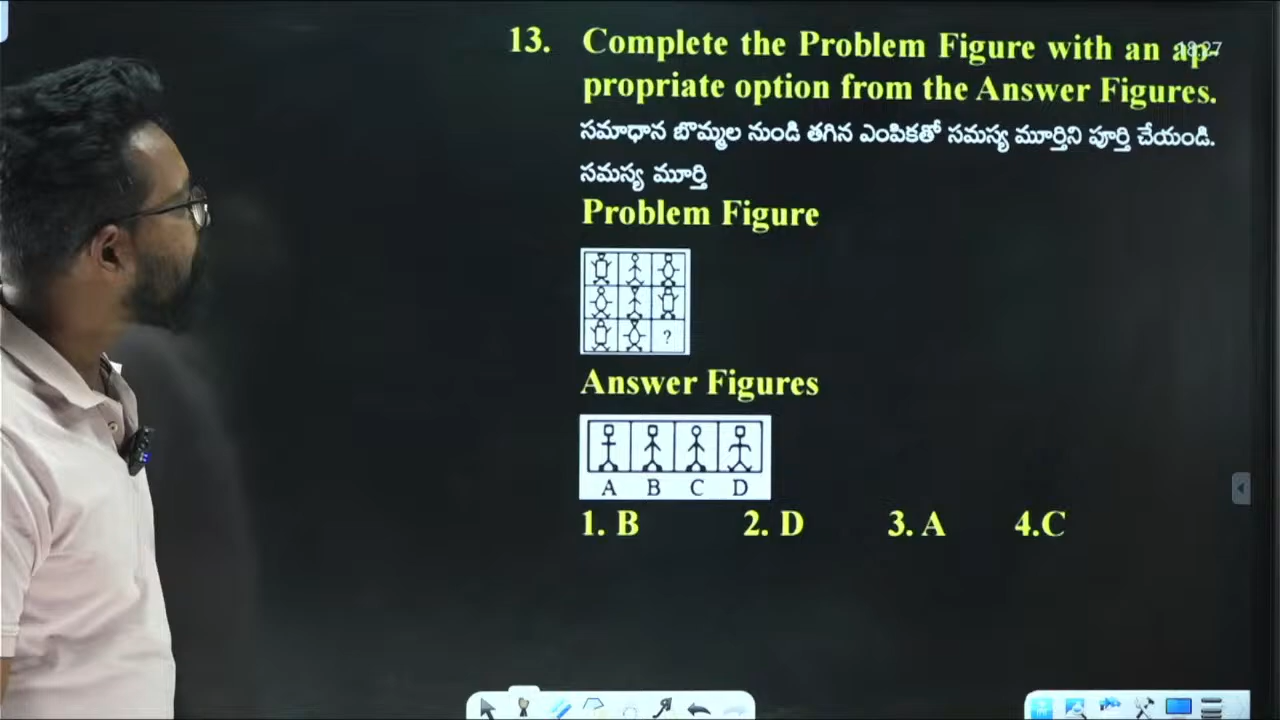 13. Complete the Problem Figure with an ap-
propriate option from the Answer Figures.
సమాధాన బొమ్మల నుండి తగిన ఎంపికతో సమస్య మూర్తిని పూర్తి చేయండి.
సమస్య మూర్తి
Problem Figure
?
Answer Figures
A B C D
1. B 2. D 3. A 4.C